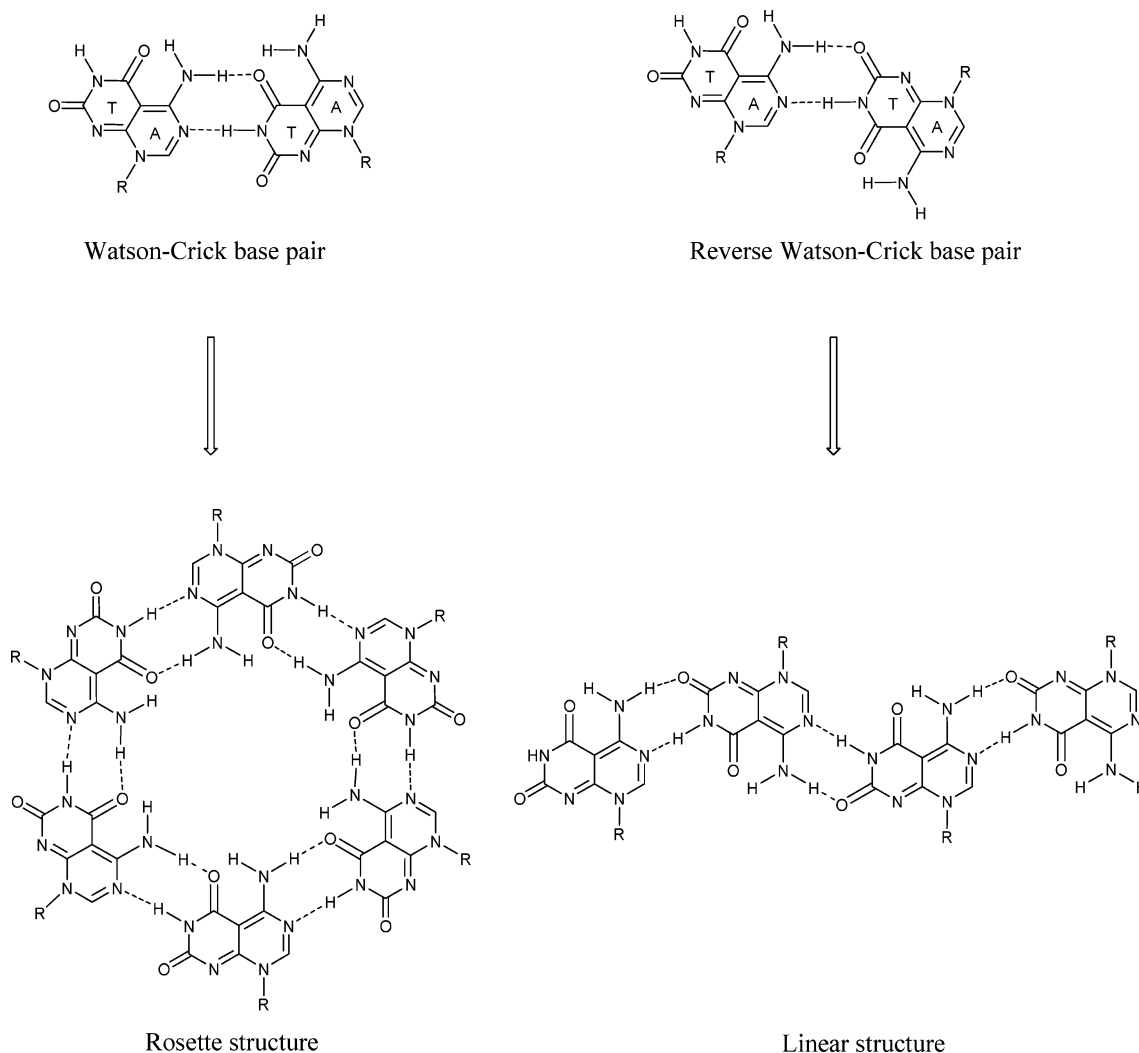 Watson-Crick base pair
Reverse Watson-Crick base pair
Rosette structure
Linear structure